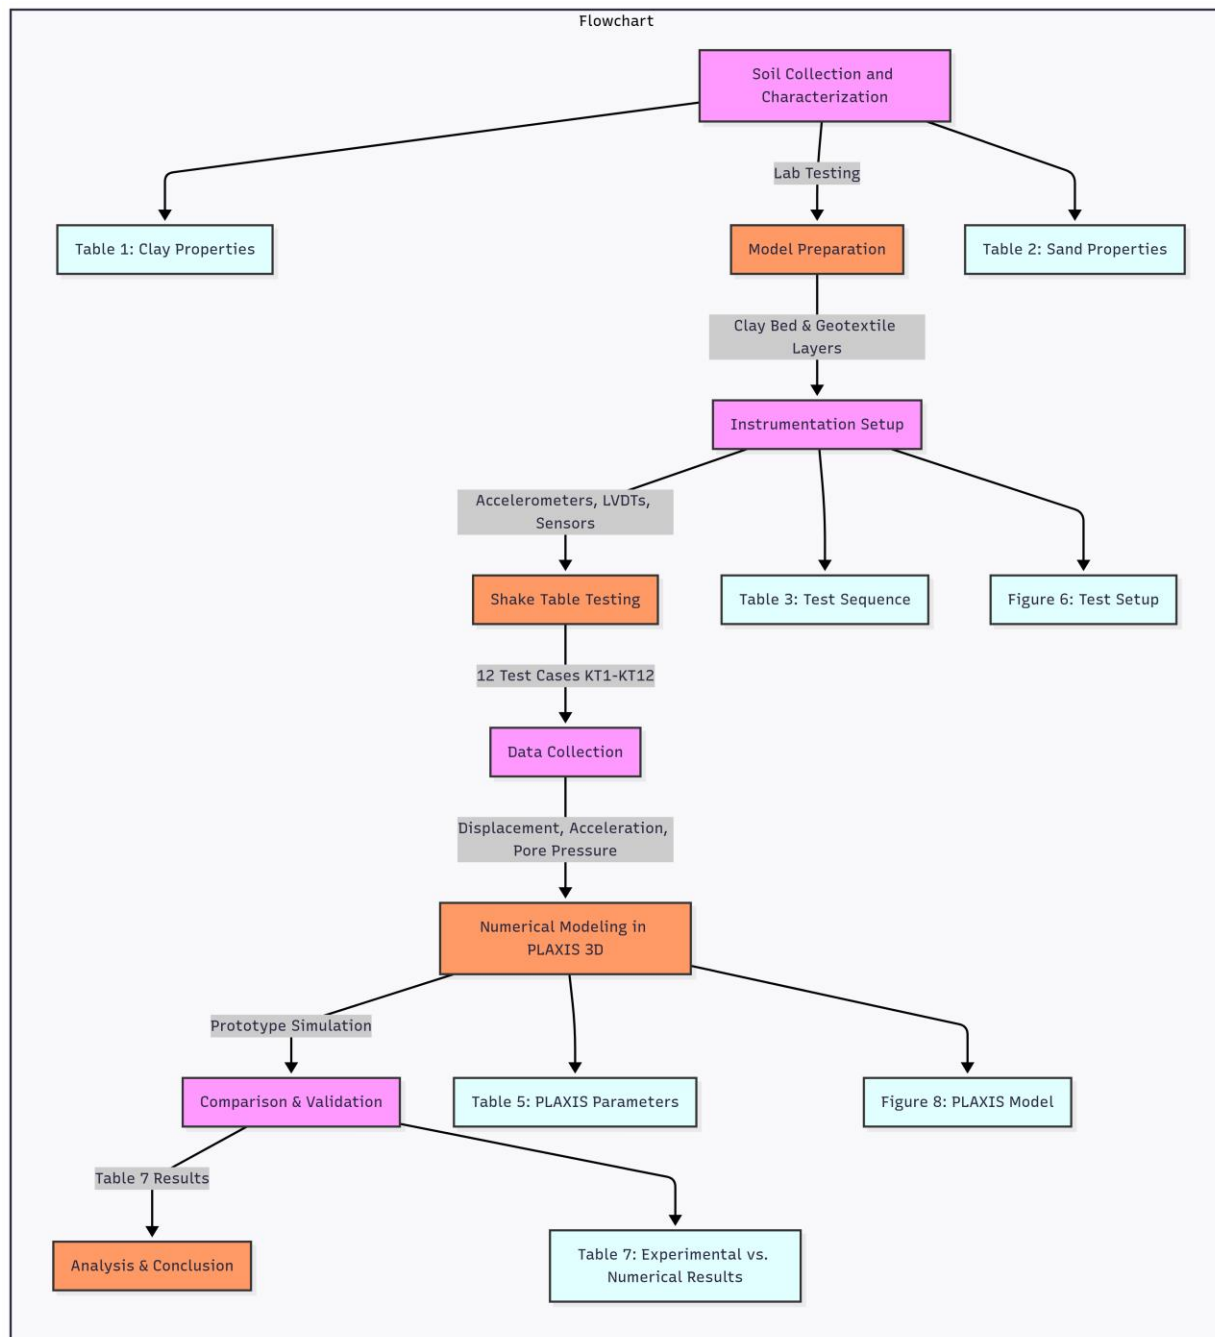 Flowchart
Soil Collection and
Characterization
Lab Testing
Table 1: Clay Properties
Model Preparation
Table 2: Sand Properties
Clay Bed & Geotextile
Layers
Instrumentation Setup
Accelerometers, LVDTs,
Sensors
Shake Table Testing
Table 3: Test Sequence
Figure 6: Test Setup
12 Test Cases KT1-KT12
Data Collection
Displacement, Acceleration,
Pore Pressure
Numerical Modeling in
PLAXIS 3D
Prototype Simulation
Comparison & Validation
Table 5: PLAXIS Parameters
Figure 8: PLAXIS Model
Table 7 Results
Analysis & Conclusion
Table 7: Experimental vs.
Numerical Results